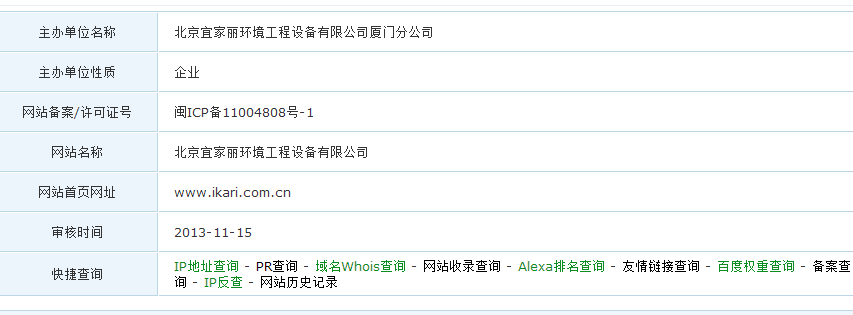 主办单位名称 北京宜家丽环境工程设备有限公司厦门分公司
主办单位性质 企业
网站备案/许可证号 闽ICP备11004808号-1
网站名称 北京宜家丽环境工程设备有限公司
网站首页网址 www.ikari.com.cn
审核时间 2013-11-15
快捷查询 IP地址查询 - PR查询 - 域名Whois查询 - 网站收录查询 - Alexa排名查询 - 友情链接查询 - 百度权重查询 - 备案查
询 - IP反查 - 网站历史记录